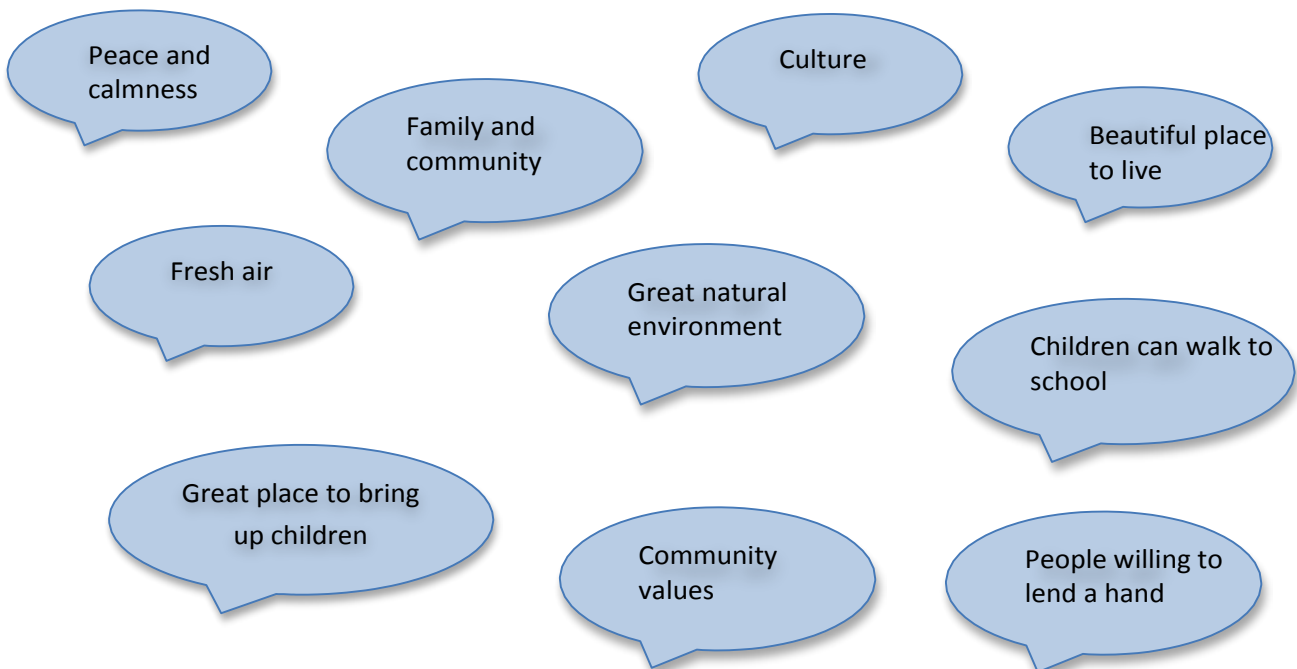 Peace and
calmness
Family and
community
Culture
Beautiful place
to live
Fresh air
Great natural
environment
Children can walk to
school
Great place to bring
up children
Community
values
People willing to
lend a hand